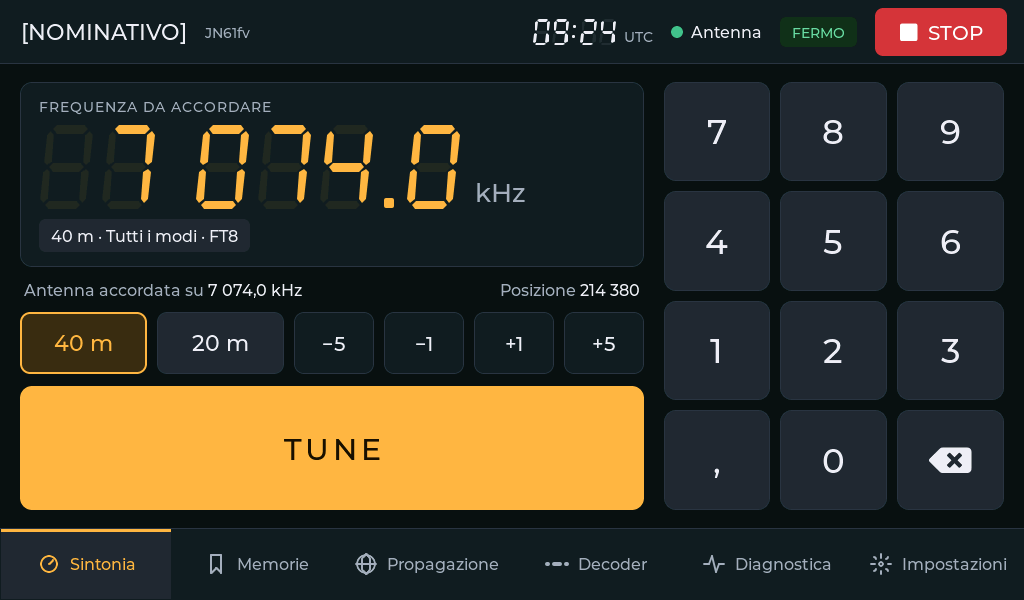 [NOMINATIVO] JN61fv 09:24 UTC Antenna FERMO STOP
FREQUENZA DA ACCORDARE
7 074.0 kHz
40 m · Tutti i modi · FT8
Antenna accordata su 7 074,0 kHz Posizione 214 380
40 m 20 m −5 −1 +1 +5
TUNE
7 8 9
4 5 6
1 2 3
, 0
Sintonia Memorie Propagazione Decoder Diagnostica Impostazioni